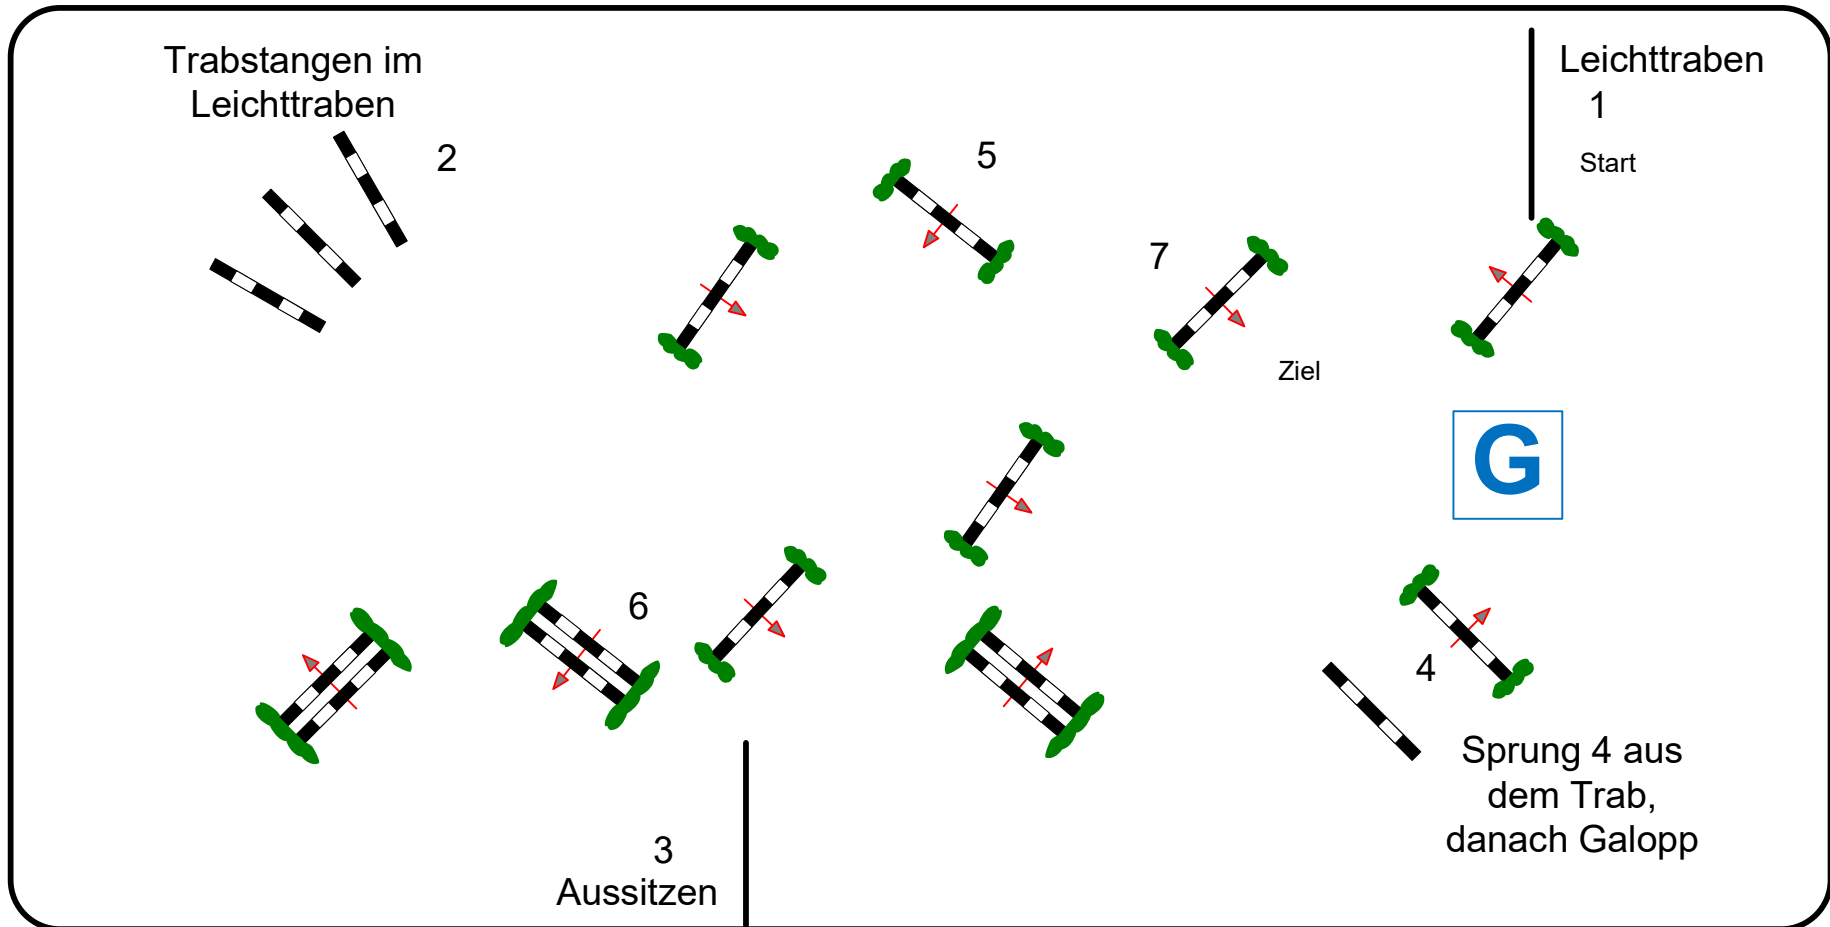 Trabstangen im
Leichttraben
2
5
7
Leichttraben
1
Start
Ziel
G
6
4
Sprung 4 aus
dem Trab,
danach Galopp
3
Aussitzen